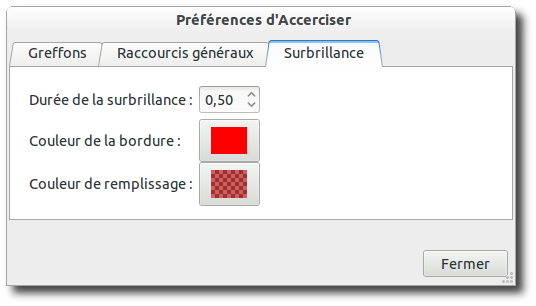 Préférences d'Accerciser
Greffons Raccourcis généraux Surbrillance
Durée de la surbrillance : 0,50
Couleur de la bordure :
Couleur de remplissage :
Fermer